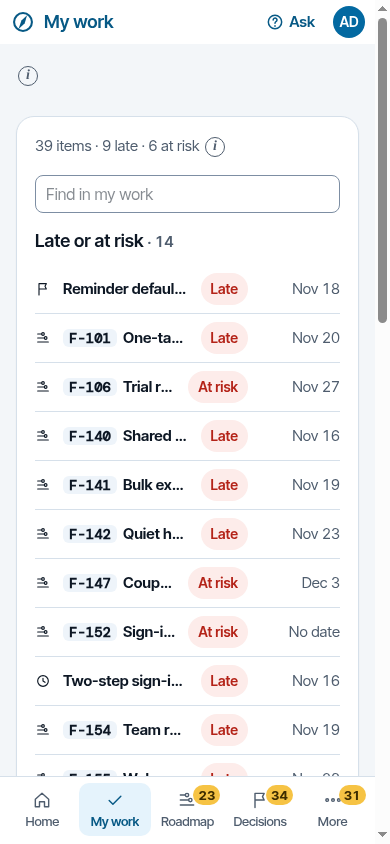 My work
Ask
AD
i
39 items · 9 late · 6 at risk i
Find in my work
Late or at risk · 14
Reminder defaul... Late Nov 18
F-101 One-ta... Late Nov 20
F-106 Trial r... At risk Nov 27
F-140 Shared ... Late Nov 16
F-141 Bulk ex... Late Nov 19
F-142 Quiet h... Late Nov 23
F-147 Coup... At risk Dec 3
F-152 Sign-i... At risk No date
Two-step sign-i... Late Nov 16
F-154 Team r... Late Nov 19
23 34 31
Home My work Roadmap Decisions More